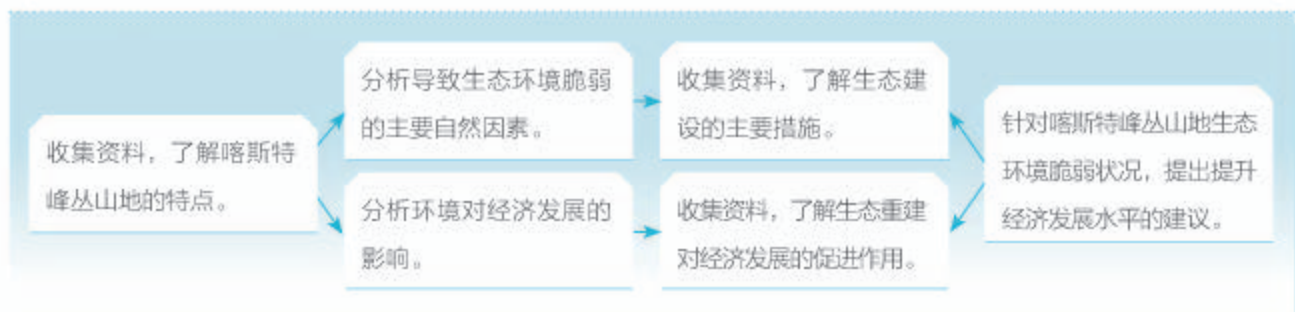 收集资料，了解喀斯特
峰丛山地的特点。
分析导致生态环境脆弱
的主要自然因素。
收集资料，了解生态建
设的主要措施。
分析环境对经济发展的
影响。
收集资料，了解生态重建
对经济发展的促进作用。
针对喀斯特峰丛山地生态
环境脆弱状况，提出提升
经济发展水平的建议。